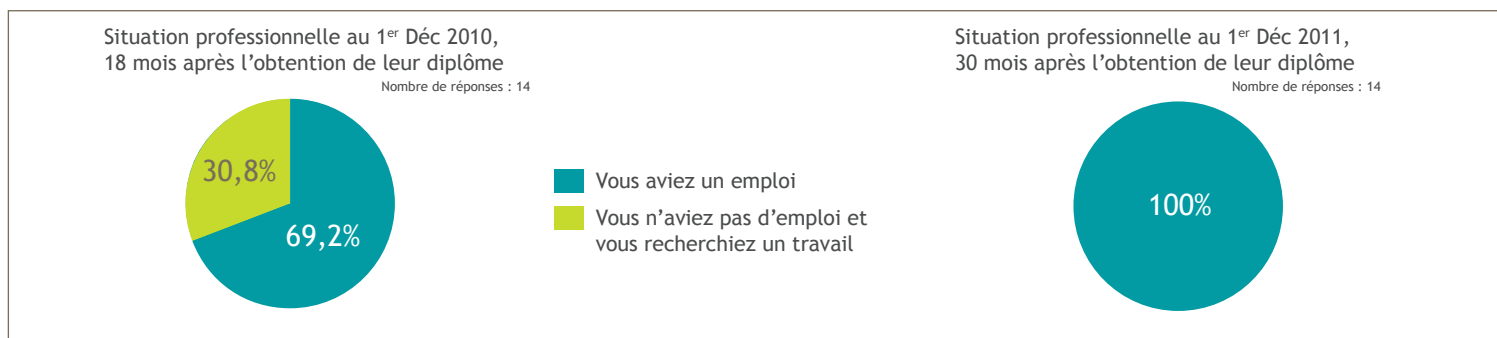 Situation professionnelle au 1er Déc 2010,
18 mois après l’obtention de leur diplôme
Nombre de réponses : 14
30,8%
69,2%
Vous aviez un emploi
Vous n’aviez pas d’emploi et
vous recherchiez un travail
Situation professionnelle au 1er Déc 2011,
30 mois après l’obtention de leur diplôme
Nombre de réponses : 14
100%